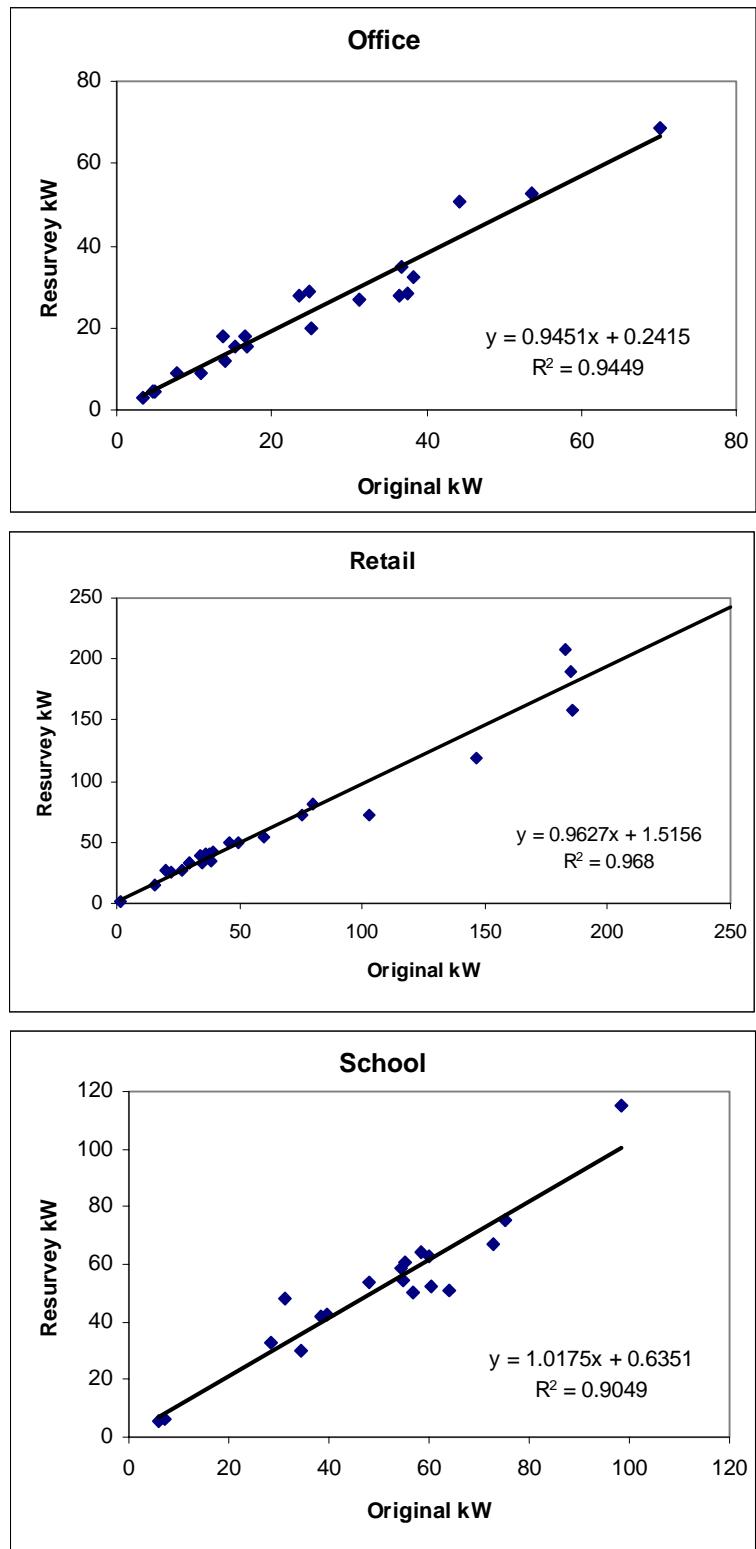 Office
80
60
40
20
0
Resurvey kW
y = 0.9451x + 0.2415
R² = 0.9449
0 20 40 60 80
Original kW
Retail
250
200
150
100
50
0
Resurvey kW
y = 0.9627x + 1.5156
R² = 0.968
0 50 100 150 200 250
Original kW
School
120
100
80
60
40
20
0
Resurvey kW
y = 1.0175x + 0.6351
R² = 0.9049
0 20 40 60 80 100 120
Original kW